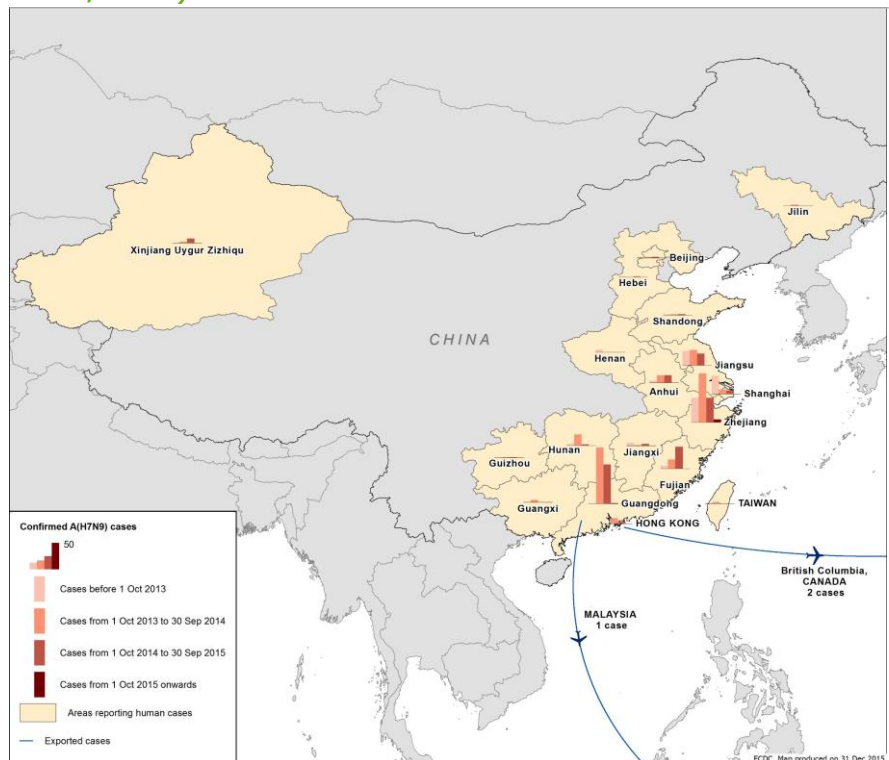 Jilin
Xinjiang Uygur Zizhiqu
Beijing
Hebei
Shandong
CHINA
Henan
Jiangsu
Anhui
Shanghai
Zhejiang
Hunan
Jiangxi
Guizhou
Fujian
Guangxi
Guangdong
TAIWAN
HONG KONG
British Columbia,
CANADA
2 cases
MALAYSIA
1 case
Confirmed A(H7N9) cases
50
Cases before 1 Oct 2013
Cases from 1 Oct 2013 to 30 Sep 2014
Cases from 1 Oct 2014 to 30 Sep 2015
Cases from 1 Oct 2015 onwards
Areas reporting human cases
Exported cases
ECDC. Map produced on 31 Dec 2015